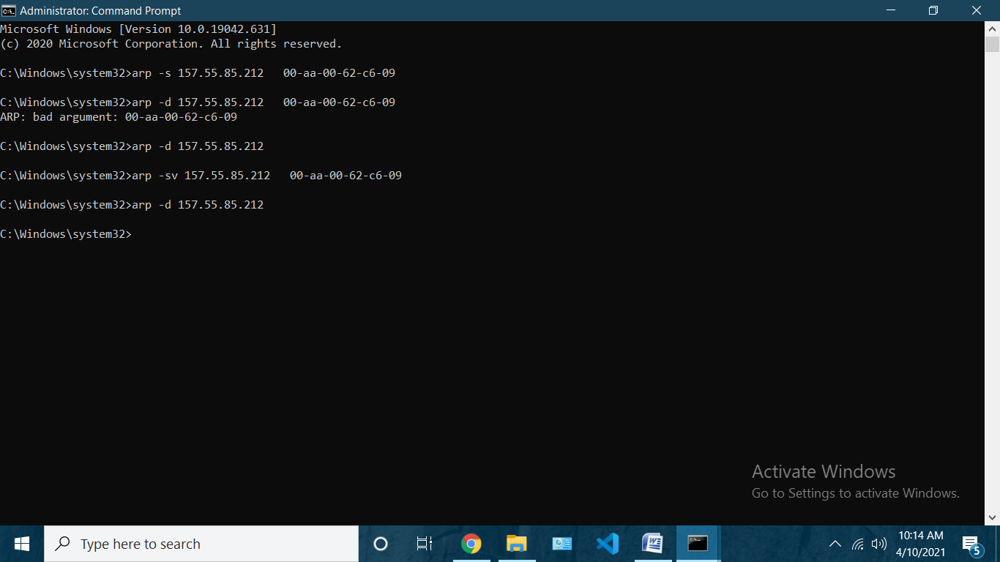 Administrator: Command Prompt
Microsoft Windows [Version 10.0.19042.631]
(c) 2020 Microsoft Corporation. All rights reserved.
C:\Windows\system32>arp -s 157.55.85.212   00-aa-00-62-c6-09
C:\Windows\system32>arp -d 157.55.85.212   00-aa-00-62-c6-09
ARP: bad argument: 00-aa-00-62-c6-09
C:\Windows\system32>arp -d 157.55.85.212
C:\Windows\system32>arp -sv 157.55.85.212   00-aa-00-62-c6-09
C:\Windows\system32>arp -d 157.55.85.212
C:\Windows\system32>
Activate Windows
Go to Settings to activate Windows.
Type here to search
10:14 AM
4/10/2021
5